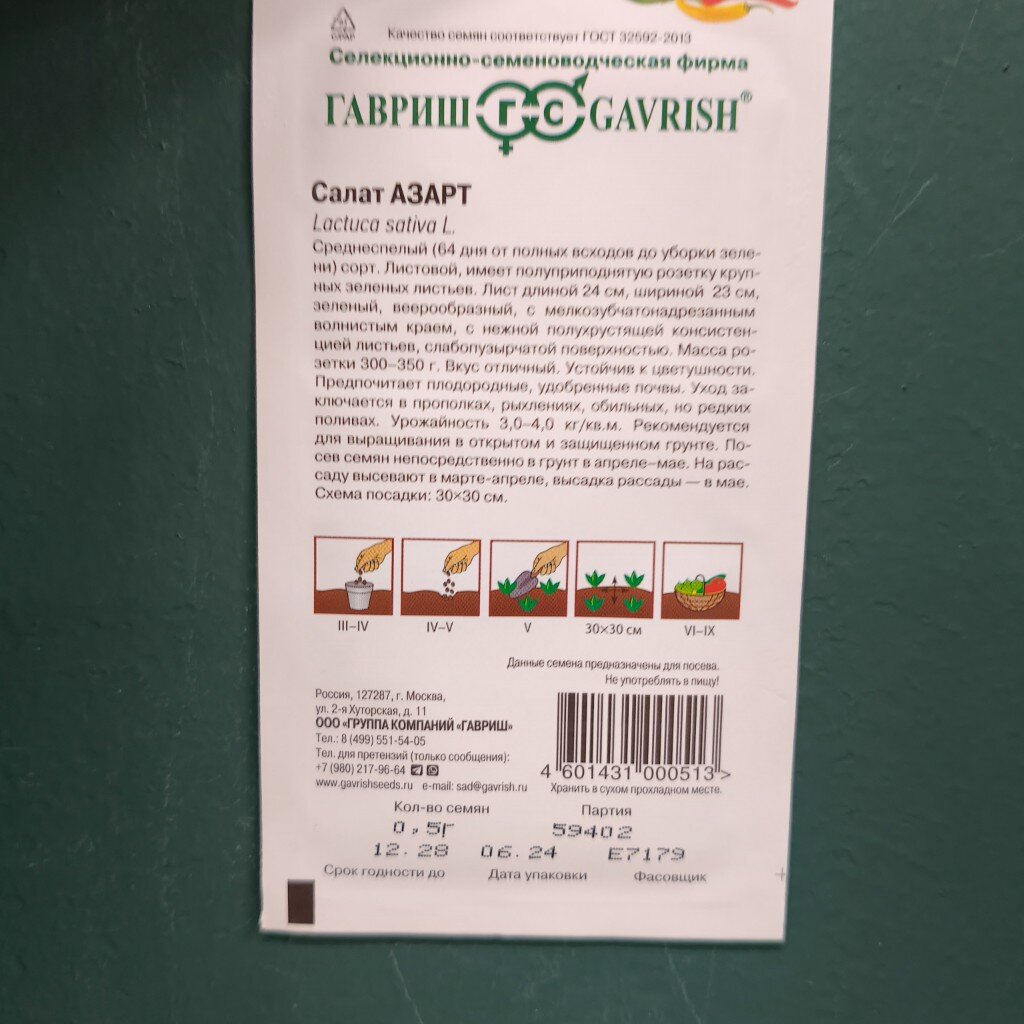 Качество семян соответствует ГОСТ 32592-2013
Селекционно-семеноводческая фирма
ГАВРИШ ГС GAVRISH®
Салат АЗАРТ
Lactuca sativa L.
Среднеспелый (64 дня от полных всходов до уборки зеле-
ни) сорт. Листовой, имеет полуприподнятую розетку круп-
ных зеленых листьев. Лист длиной 24 см, шириной 23 см,
зеленый, веерообразный, с мелкозубчатонадрезанным
волнистым краем, с нежной полухрустящей консистен-
цией листьев, слабопузырчатой поверхностью. Масса ро-
зетки 300–350 г. Вкус отличный. Устойчив к цветушности.
Предпочитает плодородные, удобренные почвы. Уход за-
ключается в прополках, рыхлениях, обильных, но редких
поливах. Урожайность 3,0–4,0 кг/кв.м. Рекомендуется
для выращивания в открытом и защищенном грунте. По-
сев семян непосредственно в грунт в апреле–мае. На рас-
саду высевают в марте-апреле, высадка рассады — в мае.
Схема посадки: 30×30 см.
III–IV IV–V V 30×30 см VI–IX
Данные семена предназначены для посева.
Не употреблять в пищу!
Россия, 127287, г. Москва,
ул. 2-я Хуторская, д. 11
ООО «ГРУППА КОМПАНИЙ «ГАВРИШ»
Тел.: 8 (499) 551-54-05
Тел. для претензий (только сообщения):
+7 (980) 217-96-64
www.gavrishseeds.ru e-mail: sad@gavrish.ru
4 601431 000513 >
Хранить в сухом прохладном месте.
Кол-во семян Партия
0,5г 59402
12.28 06.24 Е7179
Срок годности до Дата упаковки Фасовщик